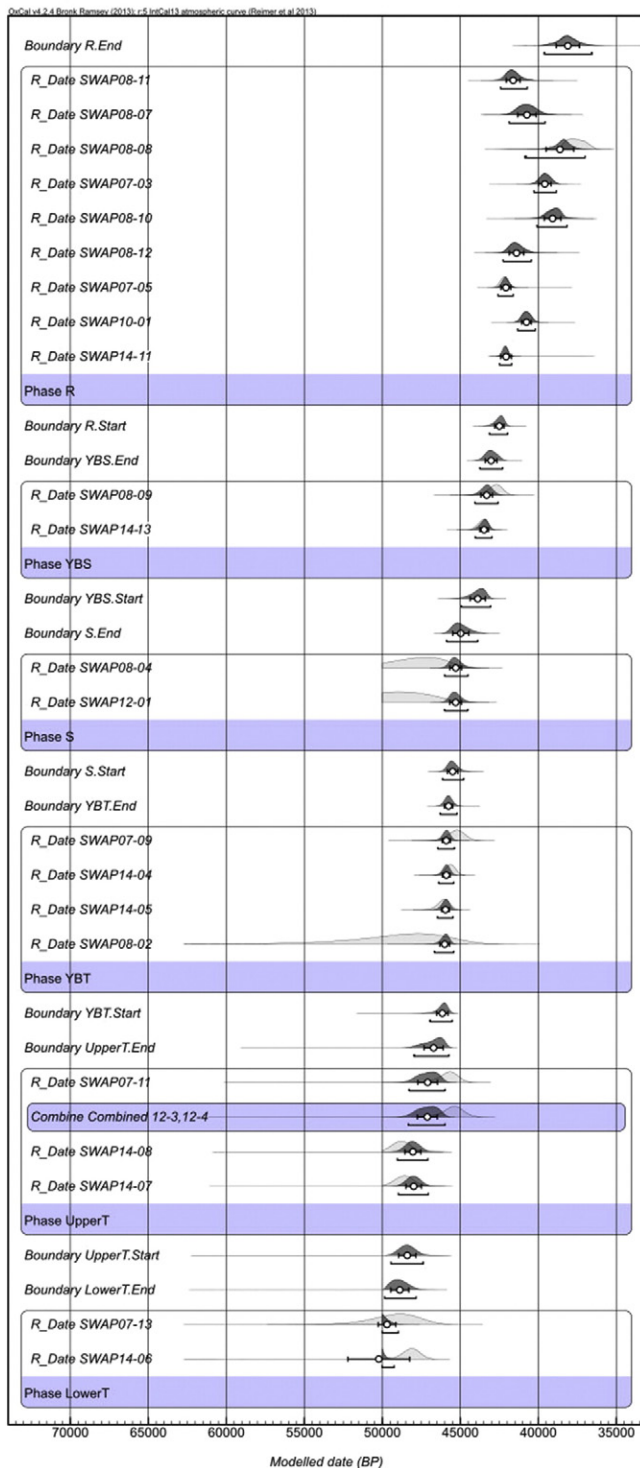 OxCal v4.2.4 Bronk Ramsey (2013); r:5 IntCal13 atmospheric curve (Reimer et al 2013)
Boundary R.End
R_Date SWAP08-11
R_Date SWAP08-07
R_Date SWAP08-08
R_Date SWAP07-03
R_Date SWAP08-10
R_Date SWAP08-12
R_Date SWAP07-05
R_Date SWAP10-01
R_Date SWAP14-11
Phase R
Boundary R.Start
Boundary YBS.End
R_Date SWAP08-09
R_Date SWAP14-13
Phase YBS
Boundary YBS.Start
Boundary S.End
R_Date SWAP08-04
R_Date SWAP12-01
Phase S
Boundary S.Start
Boundary YBT.End
R_Date SWAP07-09
R_Date SWAP14-04
R_Date SWAP14-05
R_Date SWAP08-02
Phase YBT
Boundary YBT.Start
Boundary UpperT.End
R_Date SWAP07-11
Combine Combined 12-3,12-4
R_Date SWAP14-08
R_Date SWAP14-07
Phase UpperT
Boundary UpperT.Start
Boundary LowerT.End
R_Date SWAP07-13
R_Date SWAP14-06
Phase LowerT
70000 65000 60000 55000 50000 45000 40000 35000
Modelled date (BP)